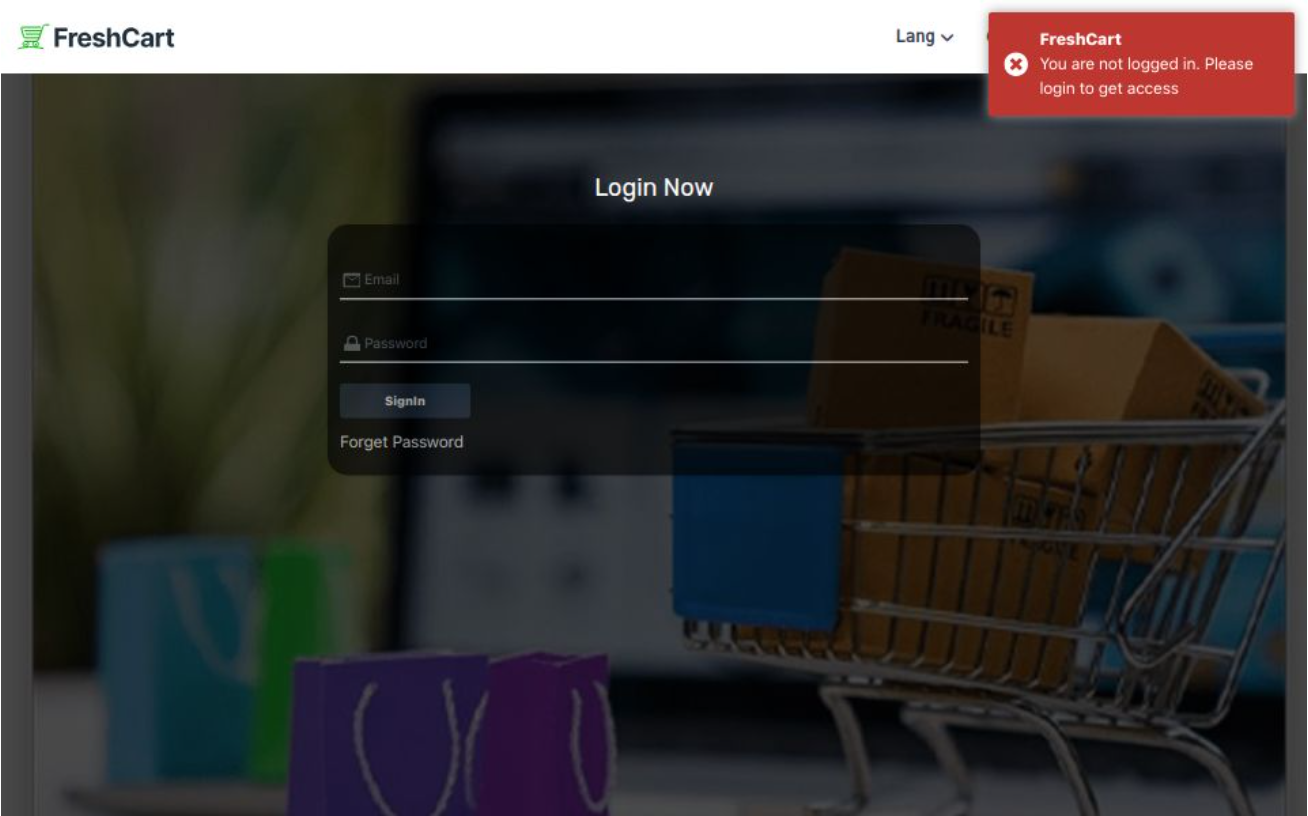 FreshCart
Lang
FreshCart
You are not logged in. Please
login to get access
Login Now
Email
Password
SignIn
Forget Password
FRAGILE